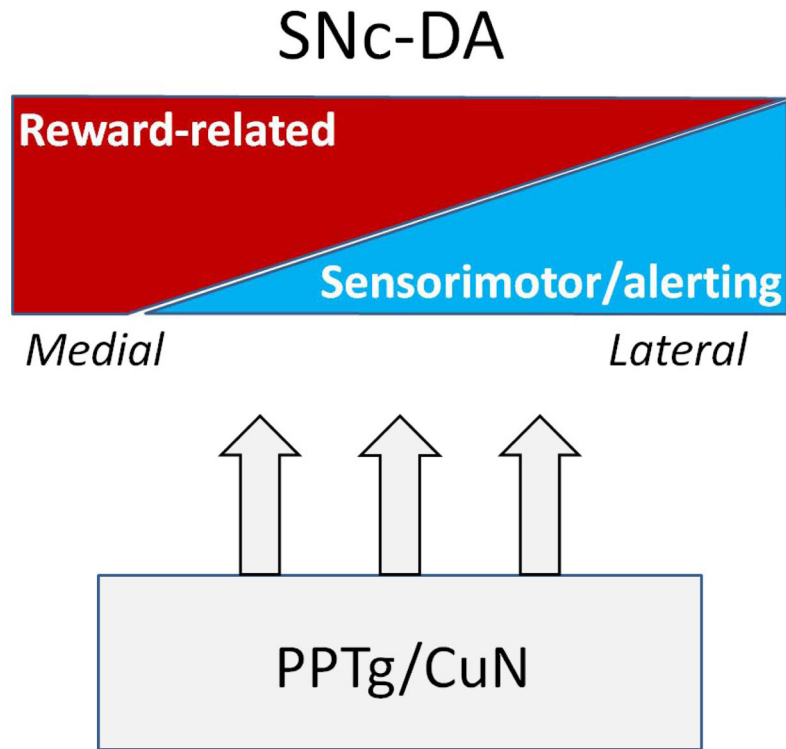 SNc-DA
Reward-related
Sensorimotor/alerting
Medial
Lateral
PPTg/CuN